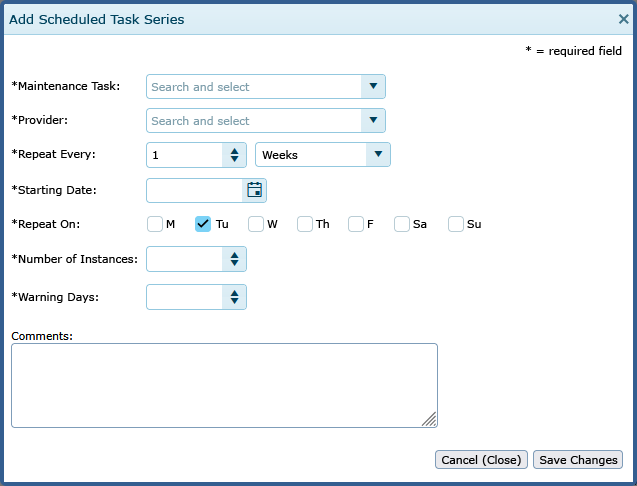 Add Scheduled Task Series
* = required field
*Maintenance Task: Search and select
*Provider: Search and select
*Repeat Every: 1 Weeks
*Starting Date:
*Repeat On: M Tu W Th F Sa Su
*Number of Instances:
*Warning Days:
Comments:
Cancel (Close) Save Changes